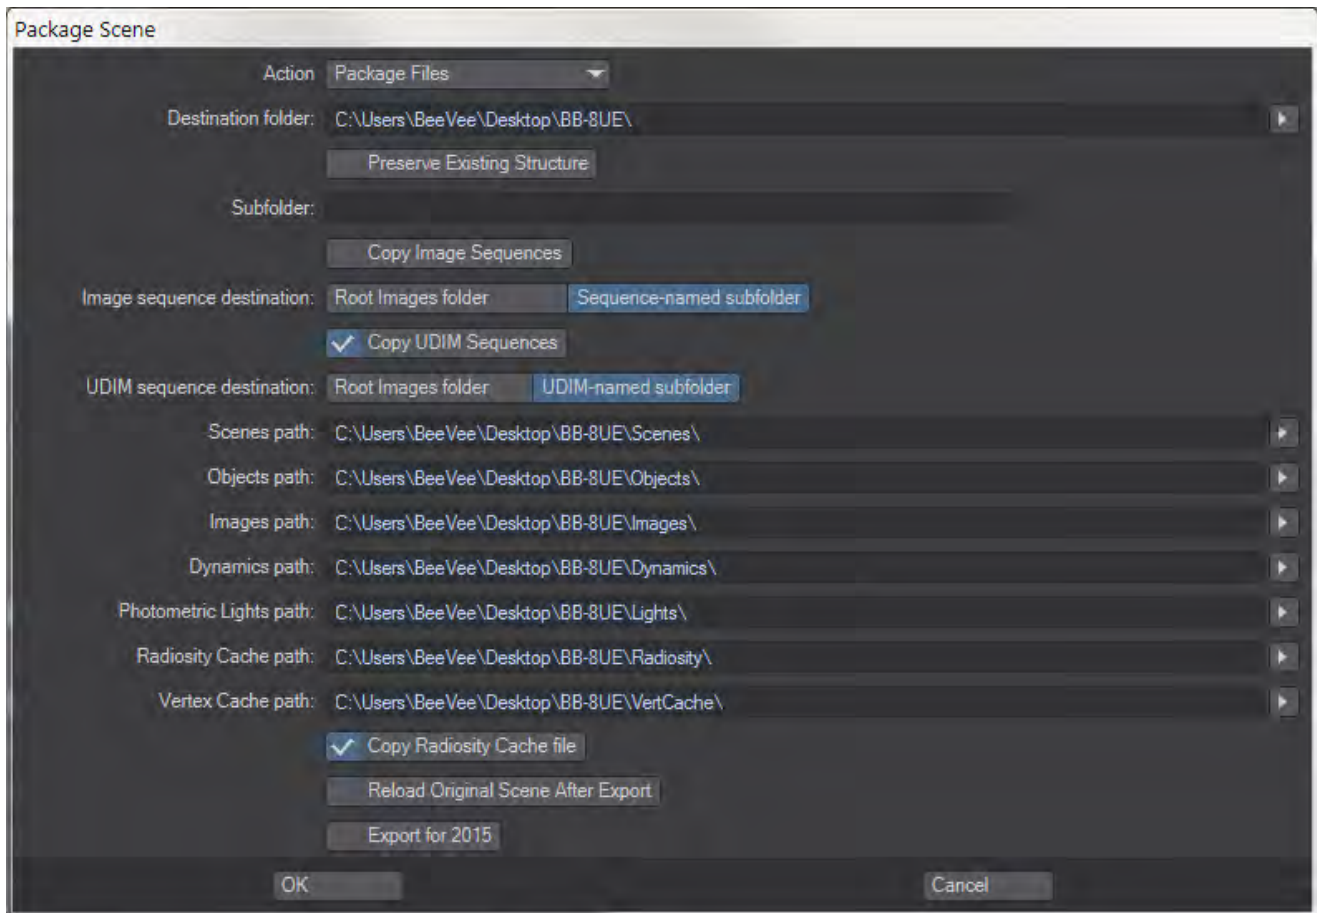 Package Scene
Action Package Files
Destination folder: C:\Users\BeeVee\Desktop\BB-8UE\
Preserve Existing Structure
Subfolder:
Copy Image Sequences
Image sequence destination: Root Images folder Sequence-named subfolder
Copy UDIM Sequences
UDIM sequence destination: Root Images folder UDIM-named subfolder
Scenes path: C:\Users\BeeVee\Desktop\BB-8UE\Scenes\
Objects path: C:\Users\BeeVee\Desktop\BB-8UE\Objects\
Images path: C:\Users\BeeVee\Desktop\BB-8UE\Images\
Dynamics path: C:\Users\BeeVee\Desktop\BB-8UE\Dynamics\
Photometric Lights path: C:\Users\BeeVee\Desktop\BB-8UE\Lights\
Radiosity Cache path: C:\Users\BeeVee\Desktop\BB-8UE\Radiosity\
Vertex Cache path: C:\Users\BeeVee\Desktop\BB-8UE\VertCache\
Copy Radiosity Cache file
Reload Original Scene After Export
Export for 2015
OK Cancel